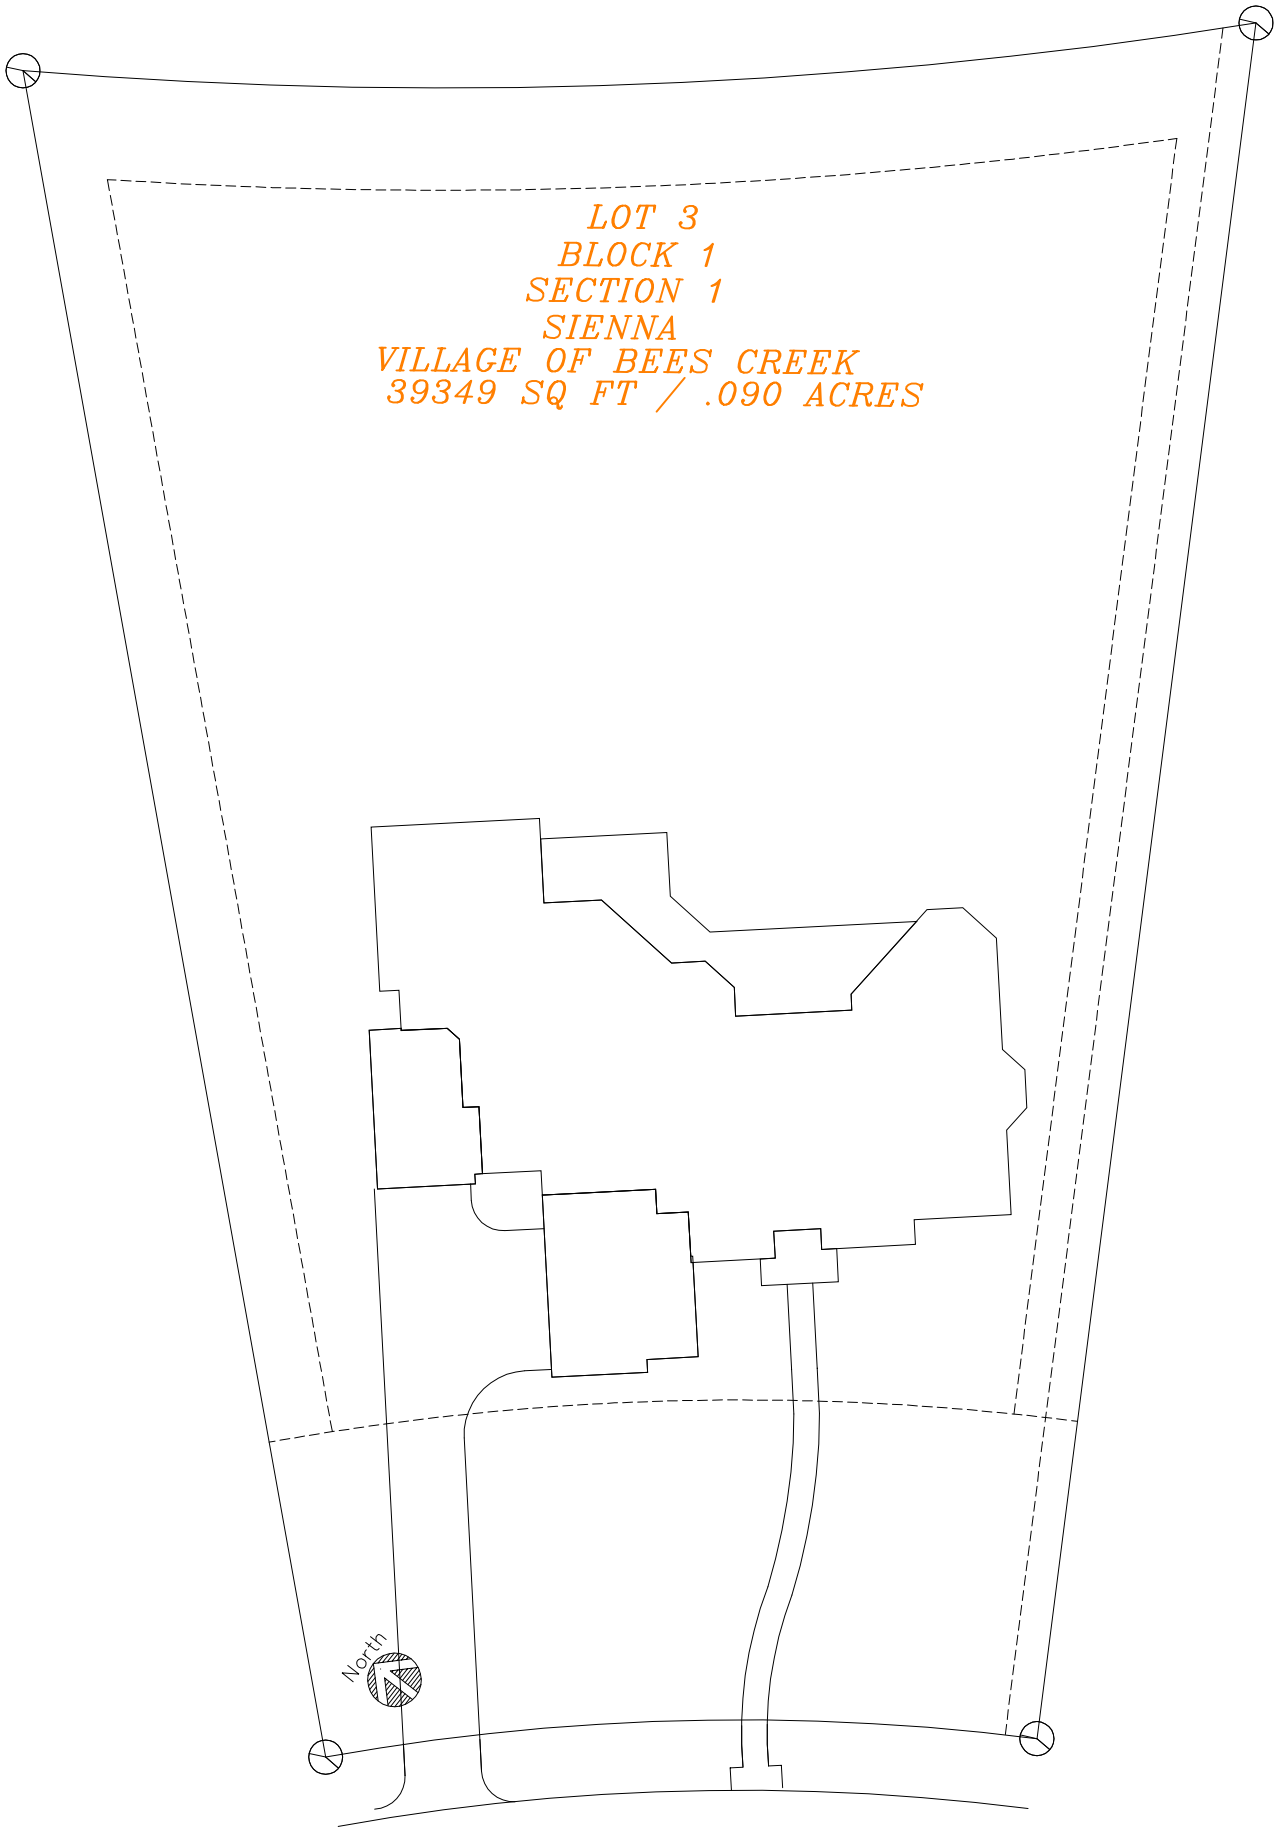 LOT 3
BLOCK 1
SECTION 1
SIENNA
VILLAGE OF BEES CREEK
39349 SQ FT / .090 ACRES
North